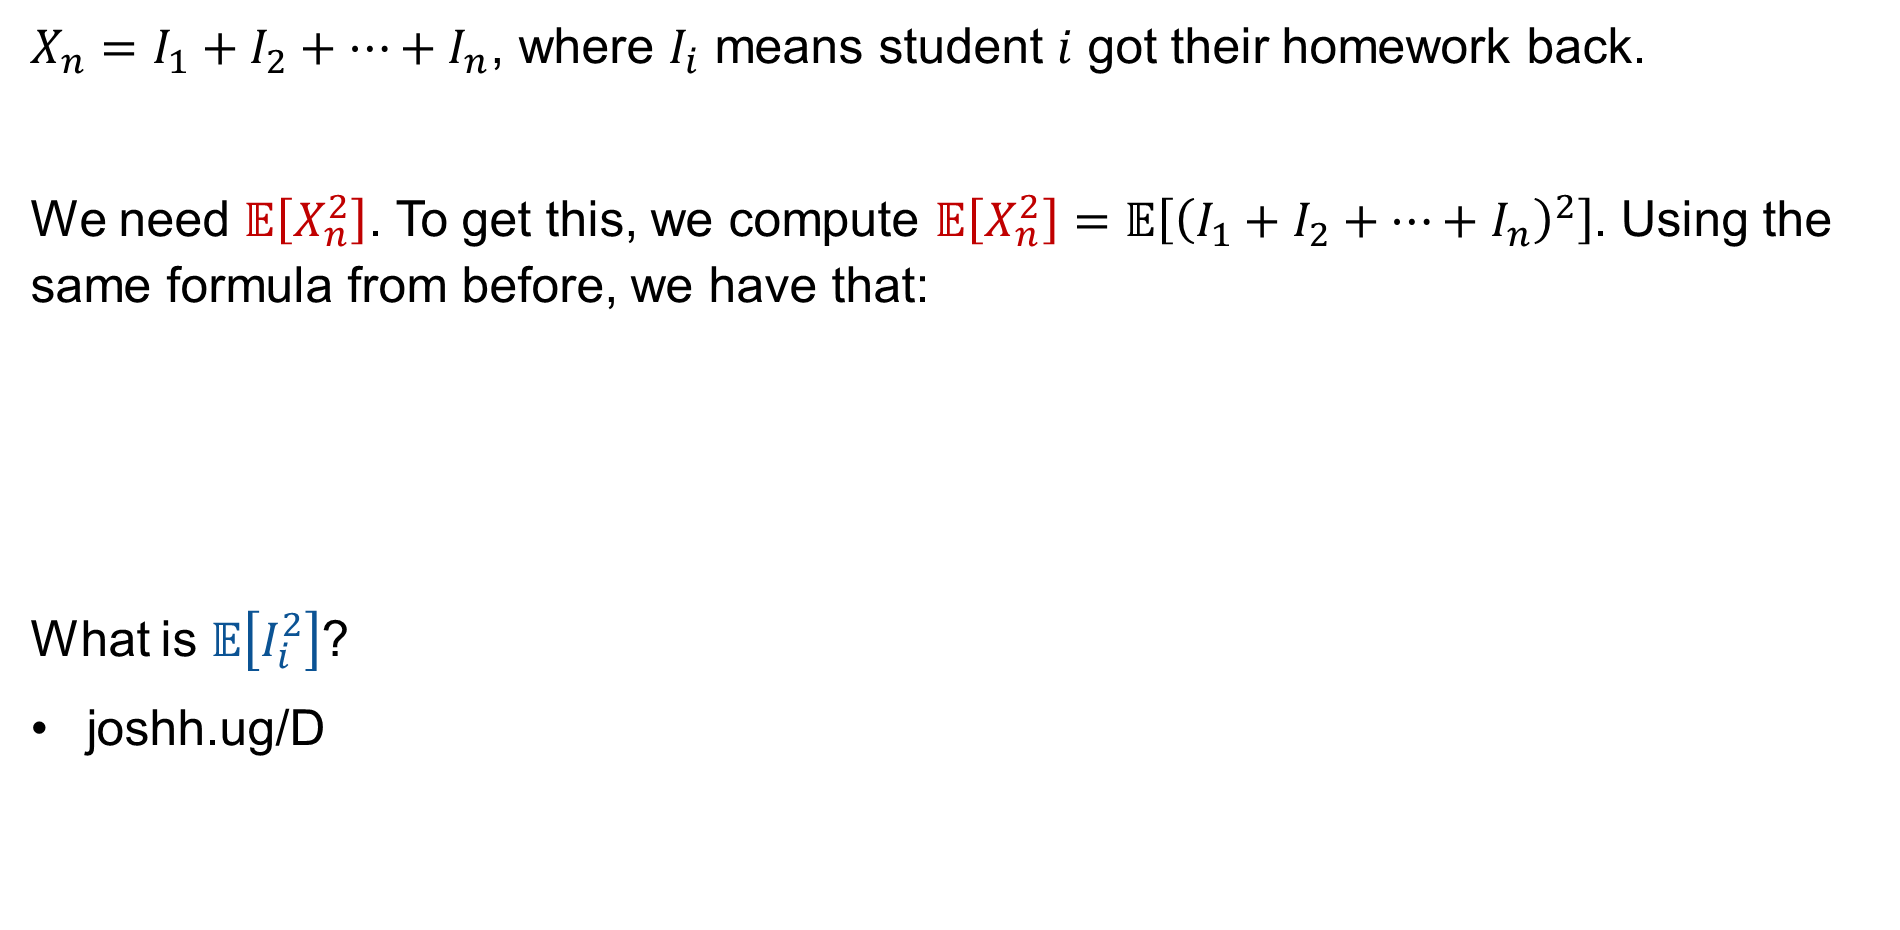 𝑋ₙ = 𝐼₁ + 𝐼₂ + ⋯ + 𝐼ₙ, where 𝐼ᵢ means student 𝑖 got their homework back.
We need 𝔼[𝑋ₙ²]. To get this, we compute 𝔼[𝑋ₙ²] = 𝔼[(𝐼₁ + 𝐼₂ + ⋯ + 𝐼ₙ)²]. Using the
same formula from before, we have that:
What is 𝔼[𝐼ᵢ²]?
• joshh.ug/D